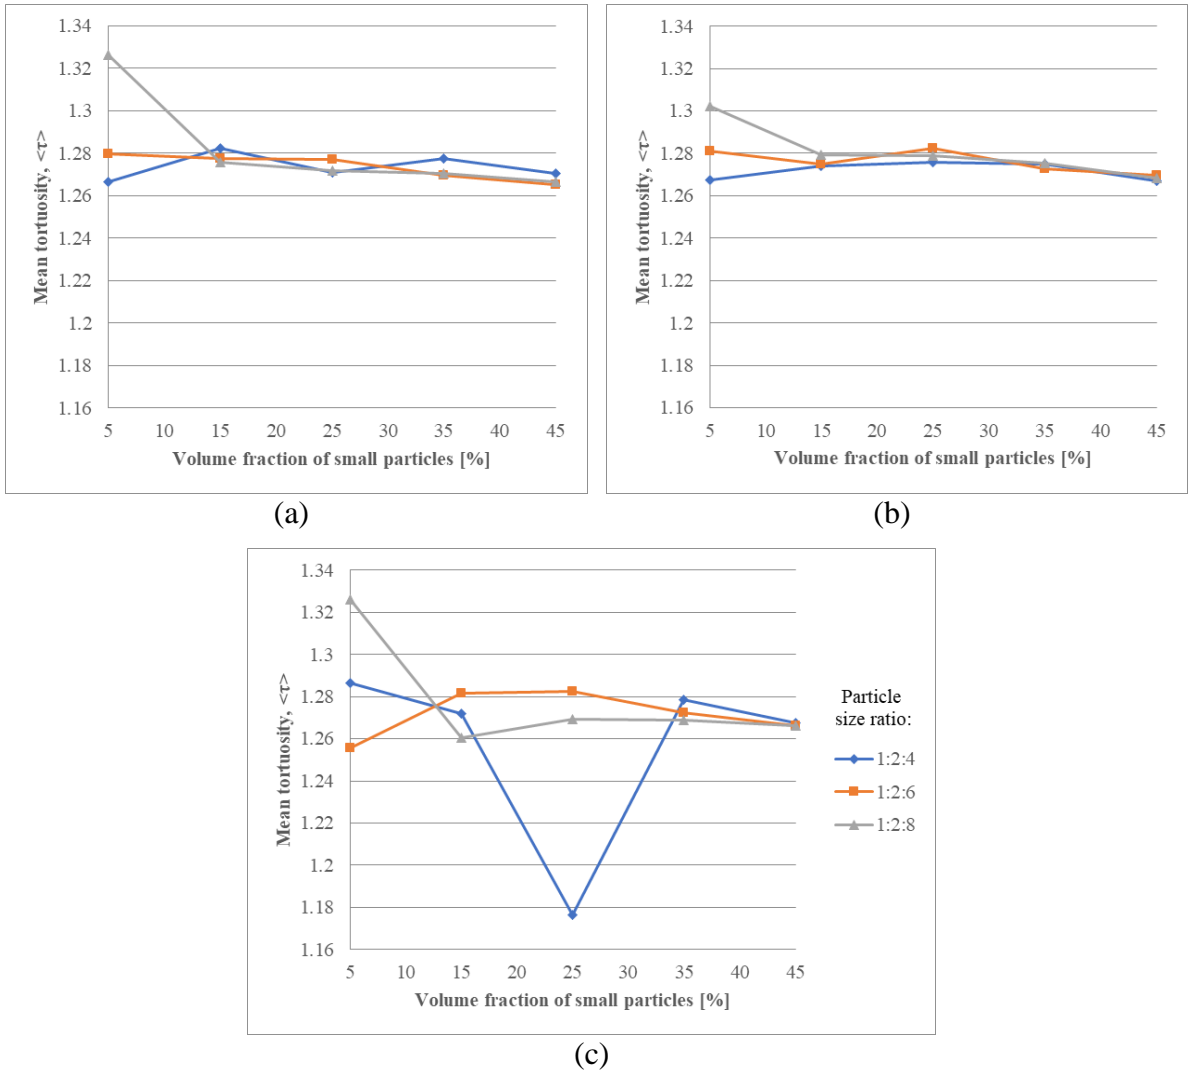 1.34
1.32
1.3
1.28
1.26
1.24
1.22
1.2
1.18
1.16
Mean tortuosity, <τ>
5 10 15 20 25 30 35 40 45
Volume fraction of small particles [%]
(a)
1.34
1.32
1.3
1.28
1.26
1.24
1.22
1.2
1.18
1.16
Mean tortuosity, <τ>
5 10 15 20 25 30 35 40 45
Volume fraction of small particles [%]
(b)
1.34
1.32
1.3
1.28
1.26
1.24
1.22
1.2
1.18
1.16
Mean tortuosity, <τ>
5 10 15 20 25 30 35 40 45
Volume fraction of small particles [%]
Particle
size ratio:
1:2:4
1:2:6
1:2:8
(c)